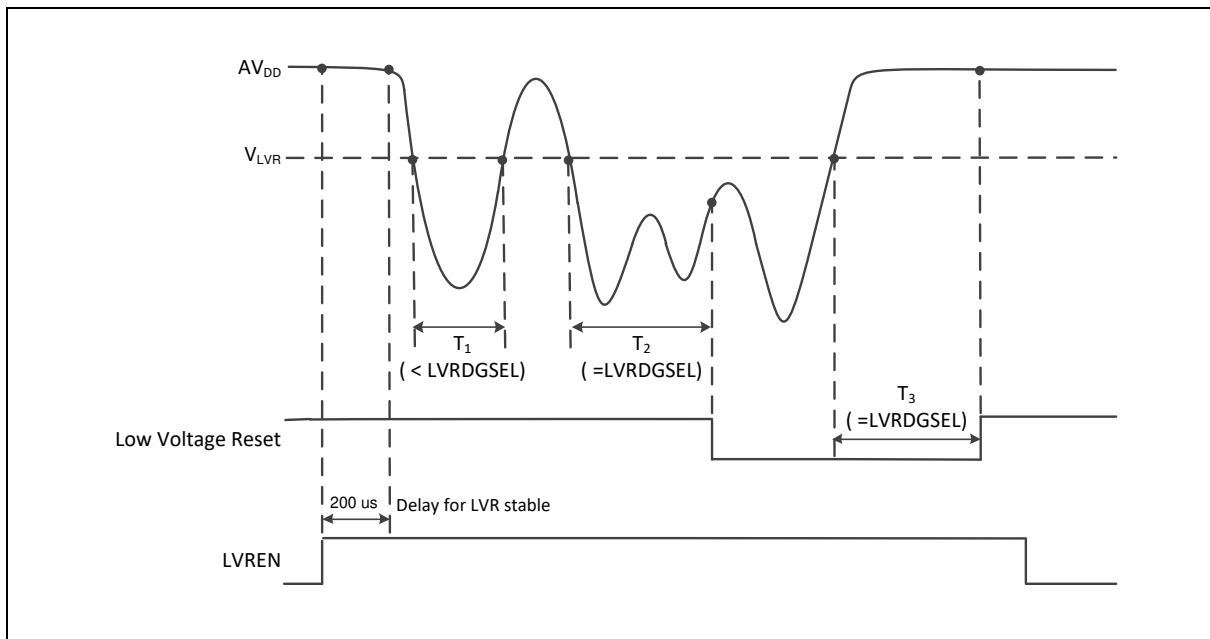 AVDD
VLVR
T1
( < LVRDGSEL)
T2
( =LVRDGSEL)
T3
( =LVRDGSEL)
Low Voltage Reset
200 us
Delay for LVR stable
LVREN